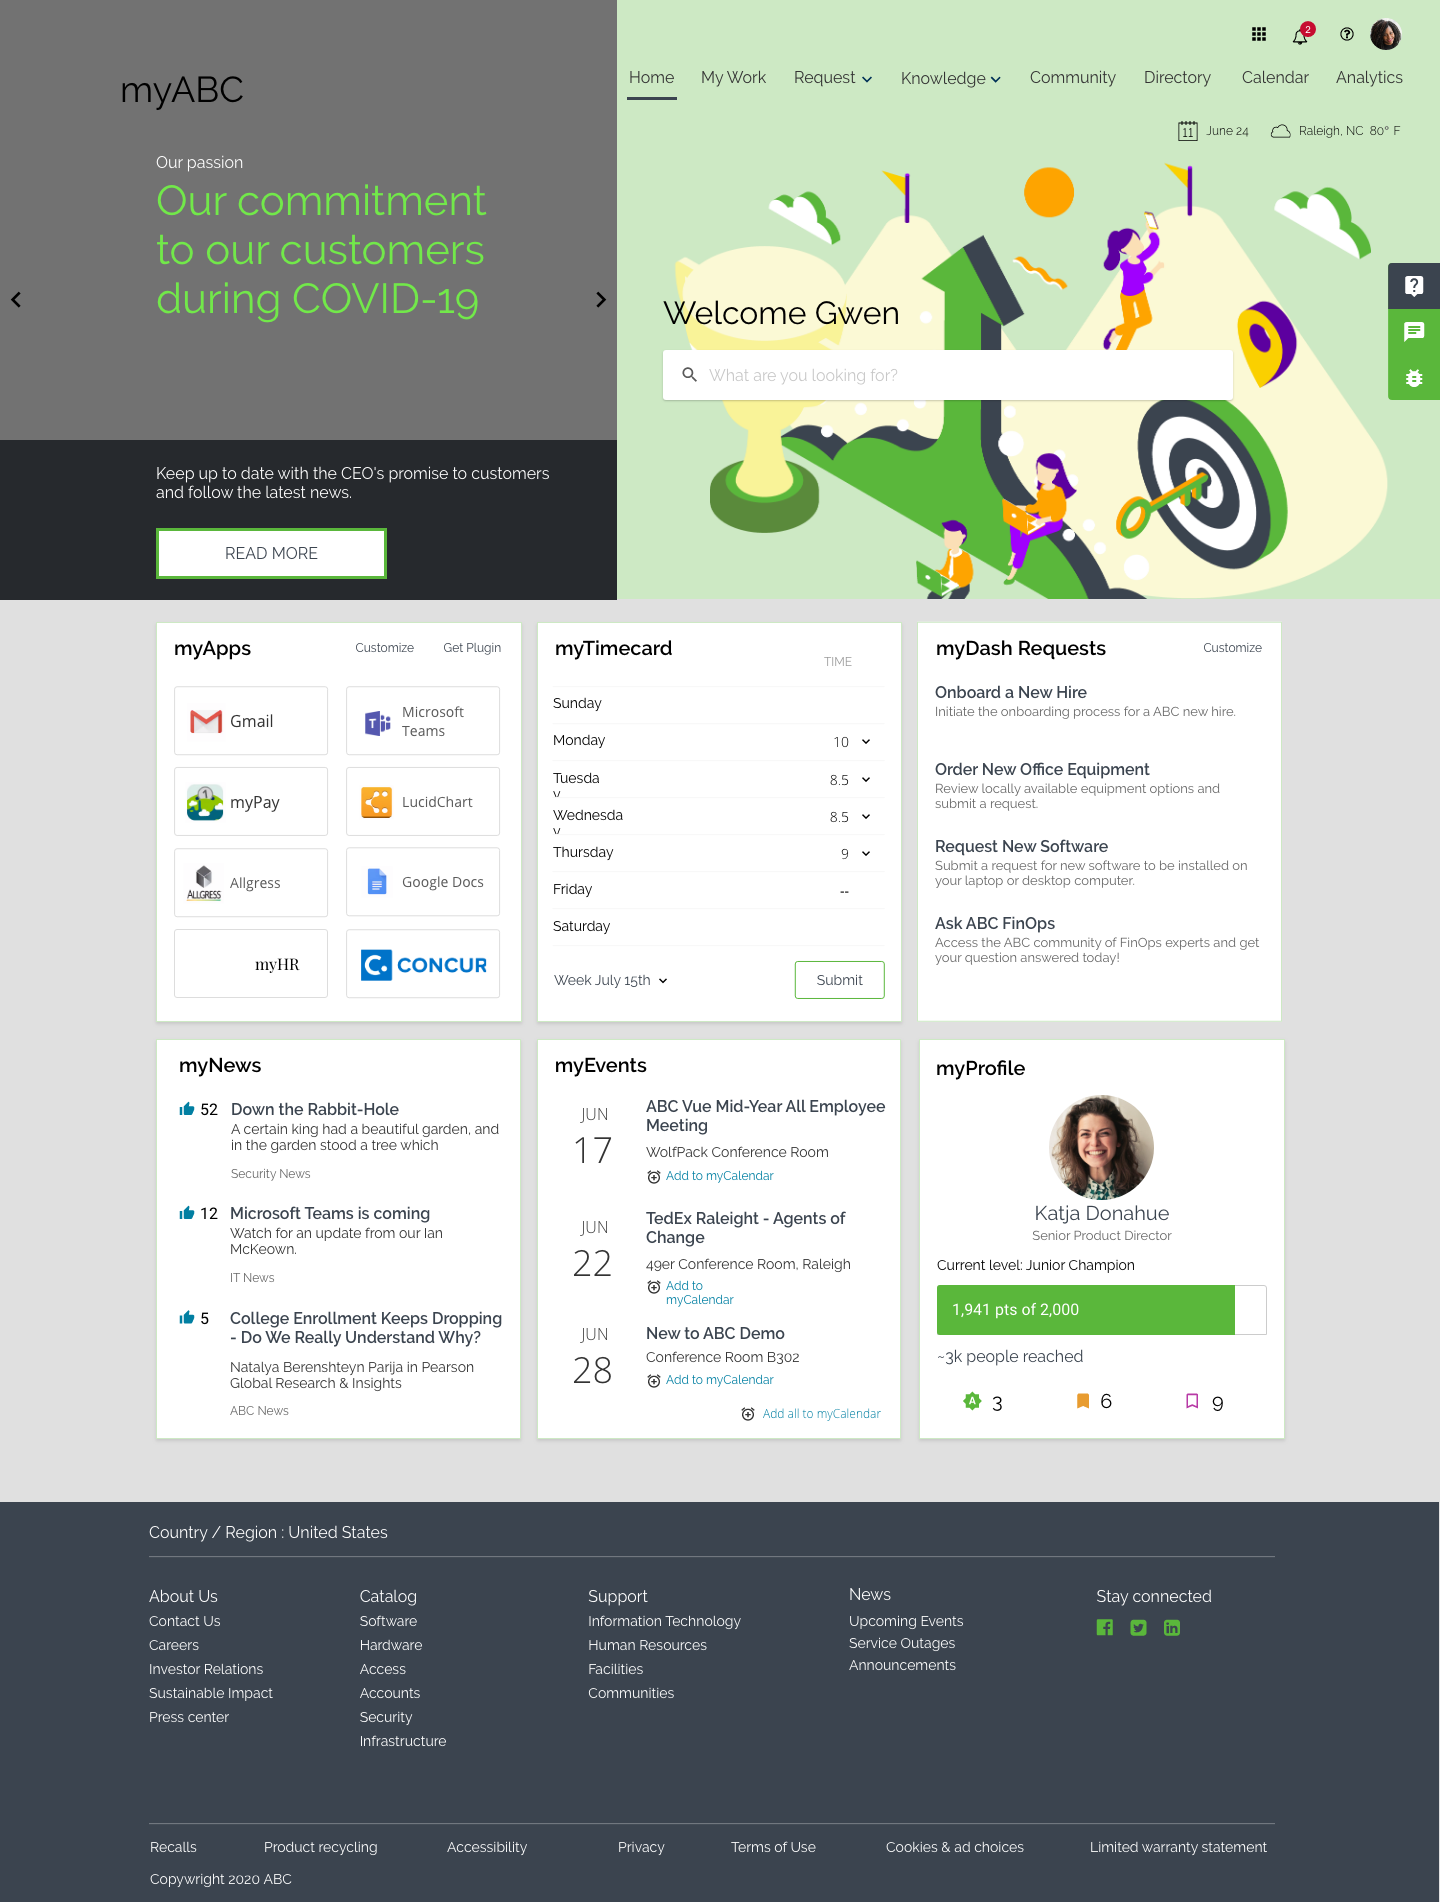 2
Home My Work Request Knowledge Community Directory Calendar Analytics
myABC
11 June 24 Raleigh, NC 80° F
Our passion
Our commitment
to our customers
during COVID-19
Welcome Gwen
What are you looking for?
Keep up to date with the CEO's promise to customers
and follow the latest news.
READ MORE
myApps Customize Get Plugin
Gmail
Microsoft
Teams
1
myPay
LucidChart
ALLGRESS
Allgress
Google Docs
myHR
C. CONCUR
myTimecard
TIME
Sunday
Monday 10
Tuesda
y
8.5
Wednesda
y
8.5
Thursday 9
Friday --
Saturday
Week July 15th Submit
myDash Requests Customize
Onboard a New Hire
Initiate the onboarding process for a ABC new hire.
Order New Office Equipment
Review locally available equipment options and
submit a request.
Request New Software
Submit a request for new software to be installed on
your laptop or desktop computer.
Ask ABC FinOps
Access the ABC community of FinOps experts and get
your question answered today!
myNews
52 Down the Rabbit-Hole
A certain king had a beautiful garden, and
in the garden stood a tree which
Security News
12 Microsoft Teams is coming
Watch for an update from our Ian
McKeown.
IT News
5 College Enrollment Keeps Dropping
- Do We Really Understand Why?
Natalya Berenshteyn Parija in Pearson
Global Research & Insights
ABC News
myEvents
JUN
17
ABC Vue Mid-Year All Employee
Meeting
WolfPack Conference Room
Add to myCalendar
JUN
22
TedEx Raleight - Agents of
Change
49er Conference Room, Raleigh
Add to
myCalendar
JUN
28
New to ABC Demo
Conference Room B302
Add to myCalendar
Add all to myCalendar
myProfile
Katja Donahue
Senior Product Director
Current level: Junior Champion
1,941 pts of 2,000
~3k people reached
A 3 6 9
Country / Region : United States
About Us
Contact Us
Careers
Investor Relations
Sustainable Impact
Press center
Catalog
Software
Hardware
Access
Accounts
Security
Infrastructure
Support
Information Technology
Human Resources
Facilities
Communities
News
Upcoming Events
Service Outages
Announcements
Stay connected
Recalls Product recycling Accessibility Privacy Terms of Use Cookies & ad choices Limited warranty statement
Copywright 2020 ABC